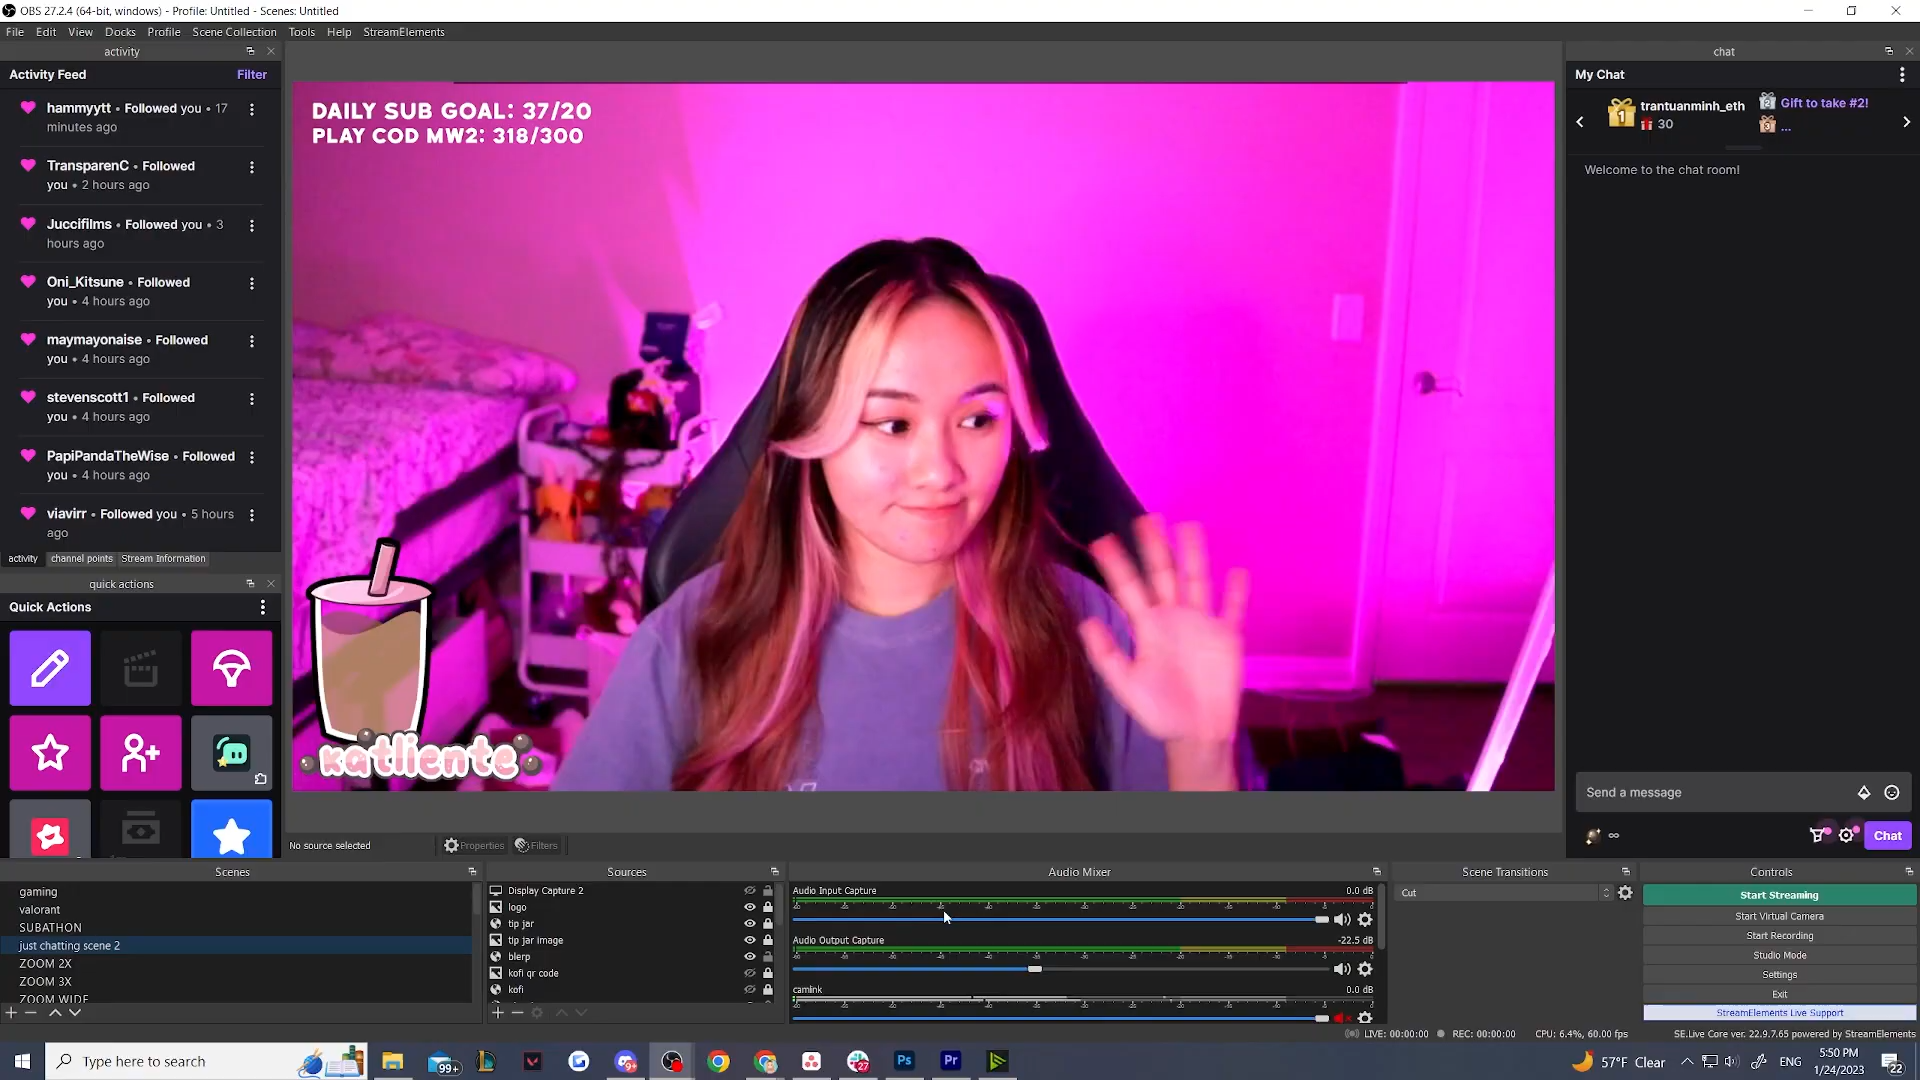 OBS 27.2.4 (64-bit, windows) - Profile: Untitled - Scenes: Untitled
File Edit View Docks Profile Scene Collection Tools Help StreamElements
activity
Activity Feed Filter
hammyytt • Followed you • 17
minutes ago
TransparenC • Followed
you • 2 hours ago
Juccifilms • Followed you • 3
hours ago
Oni_Kitsune • Followed
you • 4 hours ago
maymayonaise • Followed
you • 4 hours ago
stevenscott1 • Followed
you • 4 hours ago
PapiPandaTheWise • Followed
you • 4 hours ago
viavirr • Followed you • 5 hours
ago
activity channel points Stream Information
quick actions
Quick Actions
DAILY SUB GOAL: 37/20
PLAY COD MW2: 318/300
katliente
chat
My Chat
1 trantuanminh_eth
30
2 Gift to take #2!
3 ...
Welcome to the chat room!
Send a message
∞
Chat
No source selected
Properties
Filters
Scenes
gaming
valorant
SUBATHON
just chatting scene 2
ZOOM 2X
ZOOM 3X
ZOOM WIDE
Sources
Display Capture 2
logo
tip jar
tip jar image
blerp
kofi qr code
kofi
Audio Mixer
Audio Input Capture 0.0 dB
Audio Output Capture -22.5 dB
camlink 0.0 dB
Scene Transitions
Cut
Controls
Start Streaming
Start Virtual Camera
Start Recording
Studio Mode
Settings
Exit
StreamElements Live Support
LIVE: 00:00:00 REC: 00:00:00 CPU: 6.4%, 60.00 fps SE.Live Core ver. 22.9.7.65 powered by StreamElements
Type here to search
99+
9+
27
Ps
Pr
57°F Clear
ENG
5:50 PM
1/24/2023
22